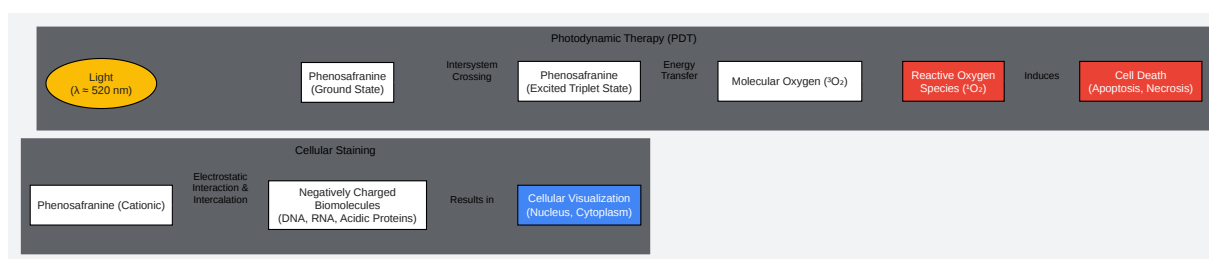 Photodynamic Therapy (PDT)
Light
(λ ≈ 520 nm)
Phenosafranine
(Ground State)
Intersystem
Crossing
Phenosafranine
(Excited Triplet State)
Energy
Transfer
Molecular Oxygen (³O₂)
Reactive Oxygen
Species (¹O₂)
Induces
Cell Death
(Apoptosis, Necrosis)
Cellular Staining
Phenosafranine (Cationic)
Electrostatic
Interaction &
Intercalation
Negatively Charged
Biomolecules
(DNA, RNA, Acidic Proteins)
Results in
Cellular Visualization
(Nucleus, Cytoplasm)